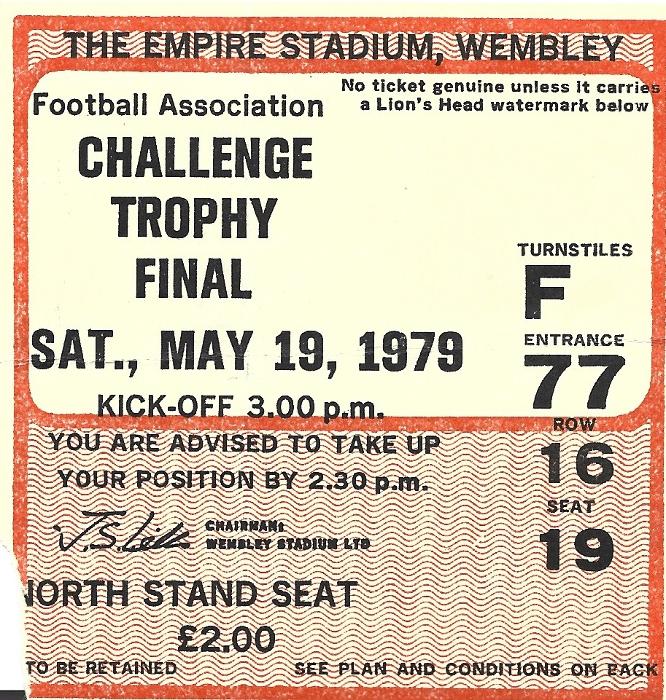 THE EMPIRE STADIUM, WEMBLEY
No ticket genuine unless it carries
a Lion's Head watermark below
Football Association
CHALLENGE
TROPHY
FINAL
SAT., MAY 19, 1979
KICK-OFF 3.00 p.m.
TURNSTILES
F
ENTRANCE
77
ROW
16
SEAT
19
YOU ARE ADVISED TO TAKE UP
YOUR POSITION BY 2.30 p.m.
CHAIRMAN:
WEMBLEY STADIUM LTD
NORTH STAND SEAT
£2.00
TO BE RETAINED
SEE PLAN AND CONDITIONS ON BACK